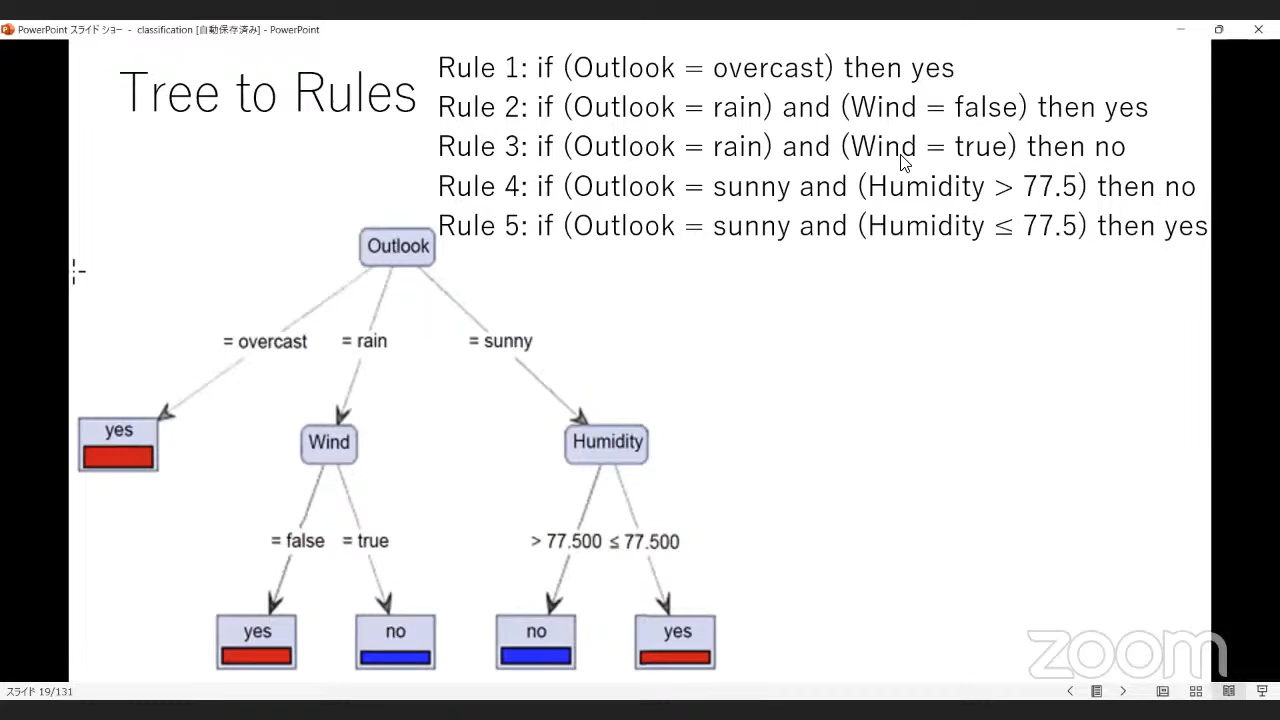 PowerPoint スライド ショー - classification [自動保存済み] - PowerPoint
Tree to Rules
Rule 1: if (Outlook = overcast) then yes
Rule 2: if (Outlook = rain) and (Wind = false) then yes
Rule 3: if (Outlook = rain) and (Wind = true) then no
Rule 4: if (Outlook = sunny and (Humidity > 77.5) then no
Rule 5: if (Outlook = sunny and (Humidity ≤ 77.5) then yes
Outlook
= overcast
= rain
= sunny
yes
Wind
Humidity
= false
= true
> 77.500
≤ 77.500
yes
no
no
yes
zoom
スライド 19/131